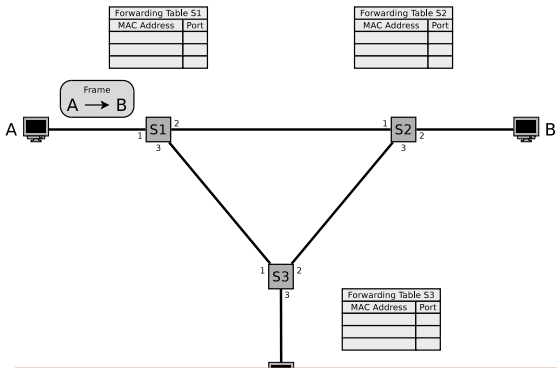 Forwarding Table S1
MAC Address Port
Forwarding Table S2
MAC Address Port
Frame
A B
A
1
S1
2
3
1
S2
2
3
B
1
S3
2
3
Forwarding Table S3
MAC Address Port